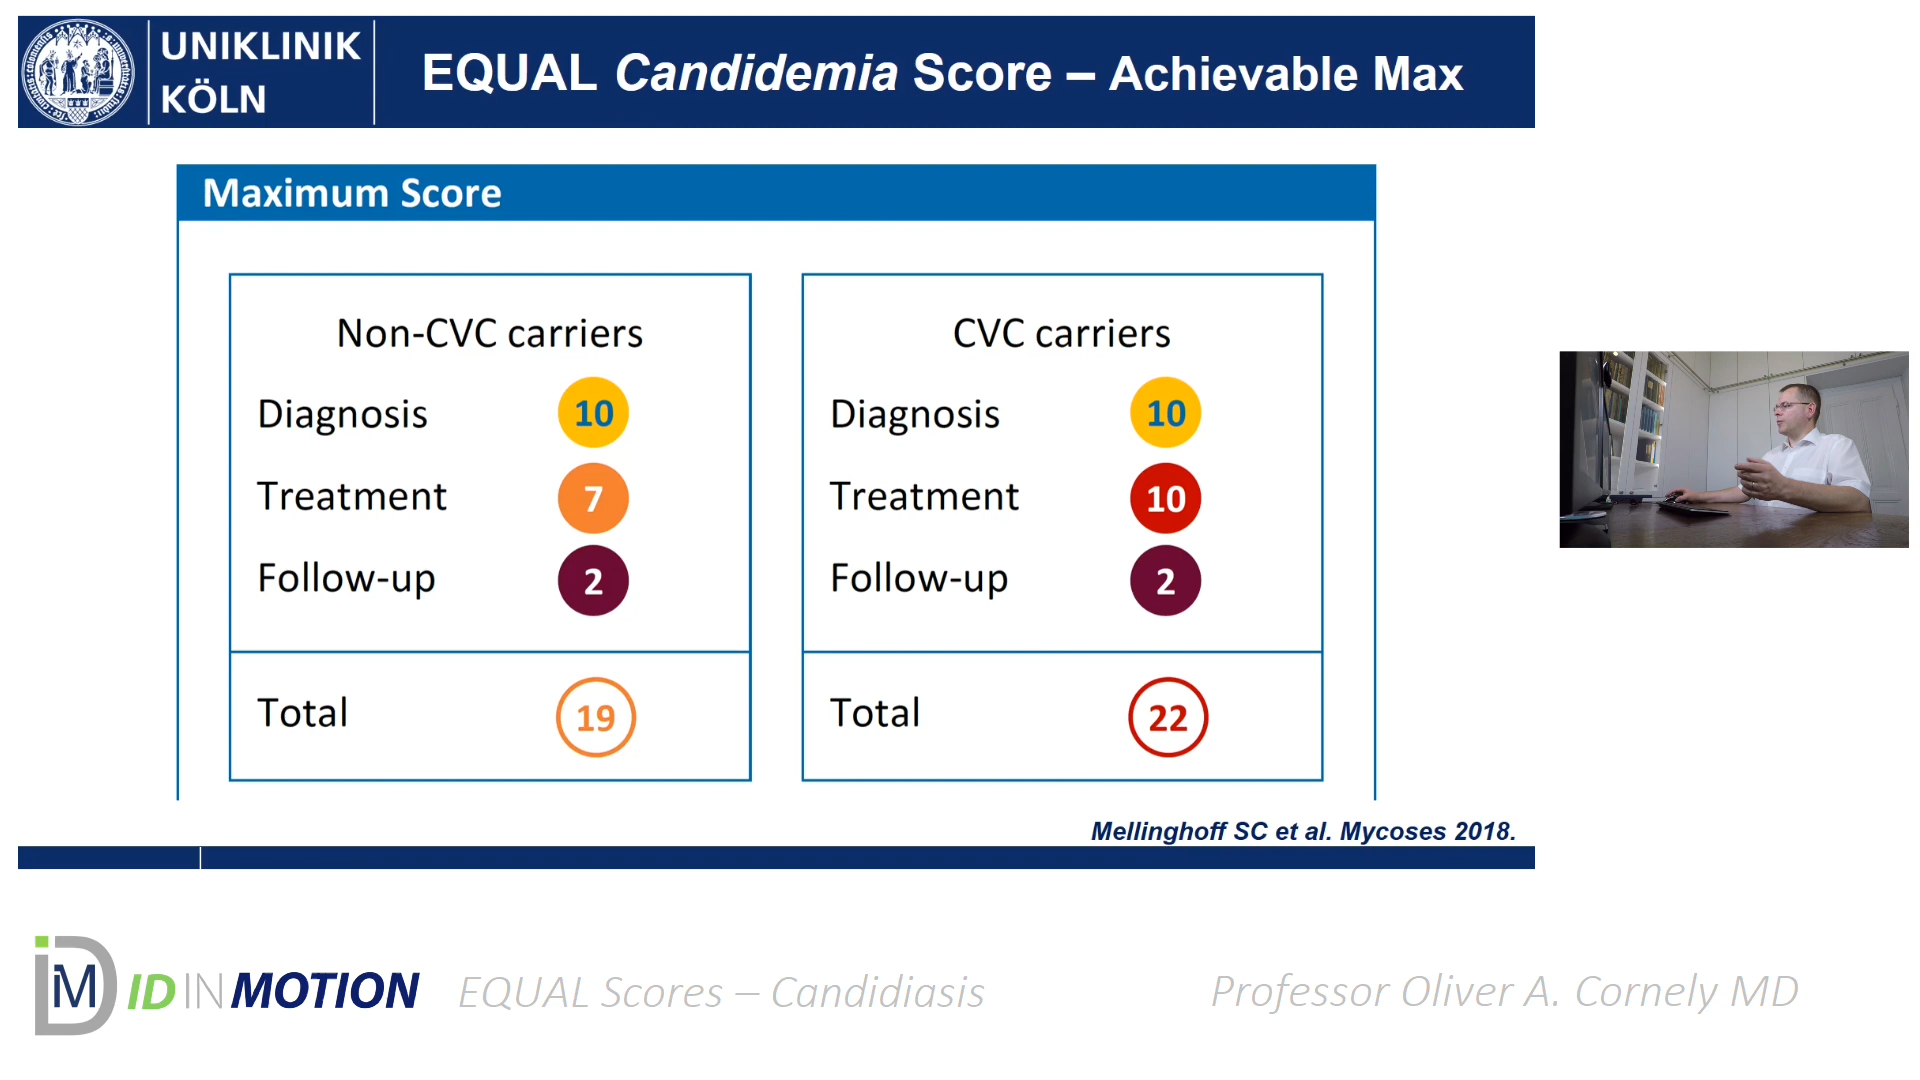 UNIKLINIK
KÖLN
EQUAL Candidemia Score – Achievable Max
Maximum Score
Non-CVC carriers
Diagnosis 10
Treatment 7
Follow-up 2
Total 19
CVC carriers
Diagnosis 10
Treatment 10
Follow-up 2
Total 22
Mellinghoff SC et al. Mycoses 2018.
iDM ID IN MOTION
EQUAL Scores – Candidiasis
Professor Oliver A. Cornely MD